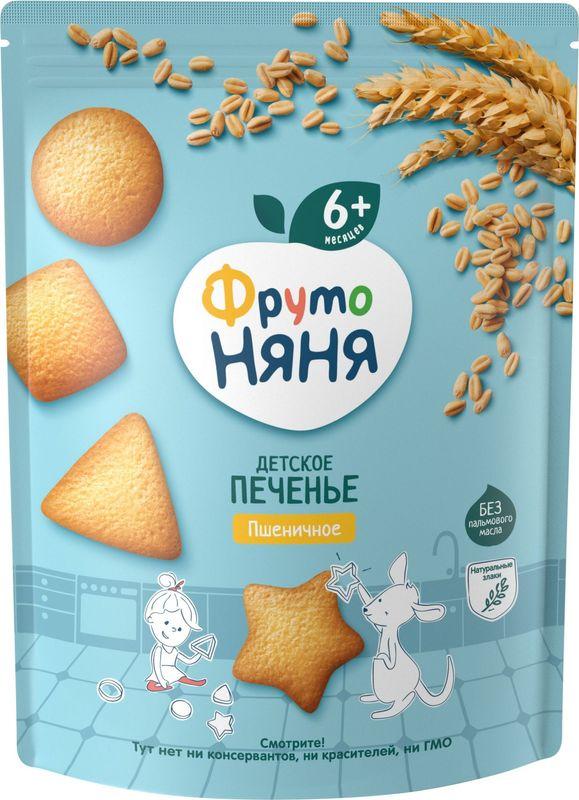 6+
месяцев
ФрутО
НЯНЯ
ДЕТСКОЕ
ПЕЧЕНЬЕ
Пшеничное
БЕЗ
пальмового
масла
Натуральные
злаки
Смотрите!
Тут нет ни консервантов, ни красителей, ни ГМО